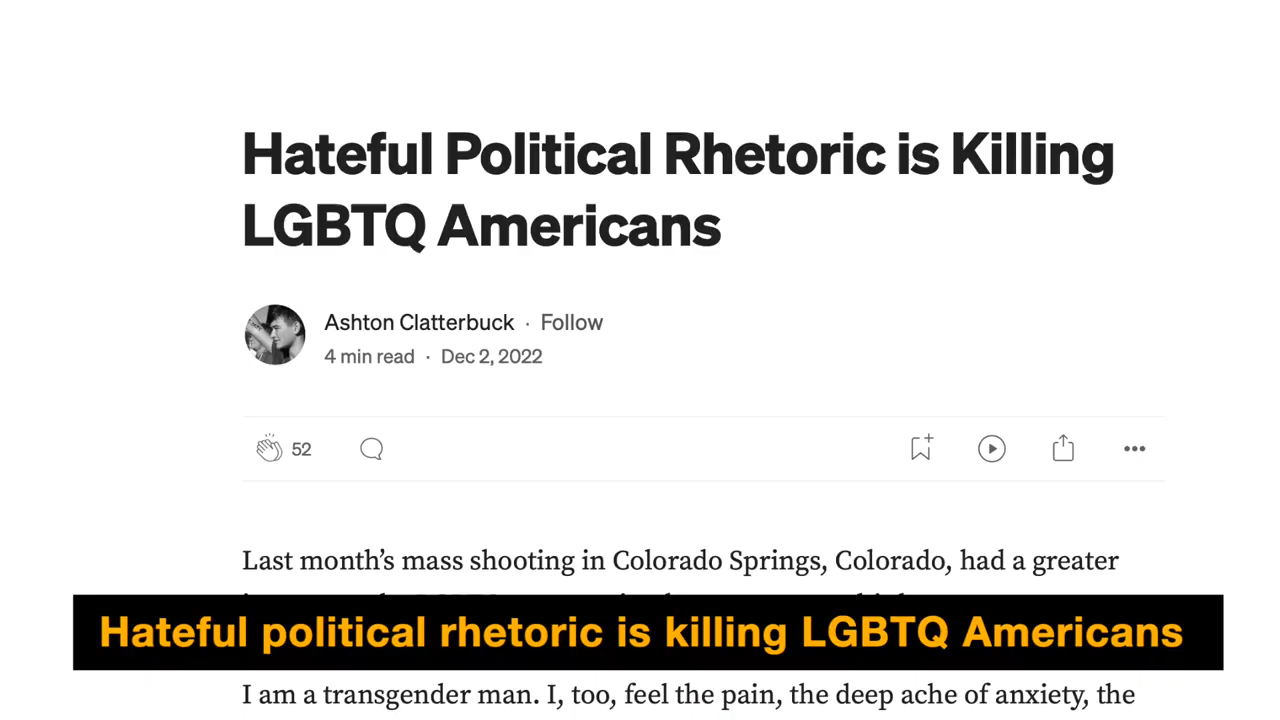 Hateful Political Rhetoric is Killing
LGBTQ Americans
Ashton Clatterbuck · Follow
4 min read · Dec 2, 2022
52
Last month’s mass shooting in Colorado Springs, Colorado, had a greater
Hateful political rhetoric is killing LGBTQ Americans
I am a transgender man. I, too, feel the pain, the deep ache of anxiety, the